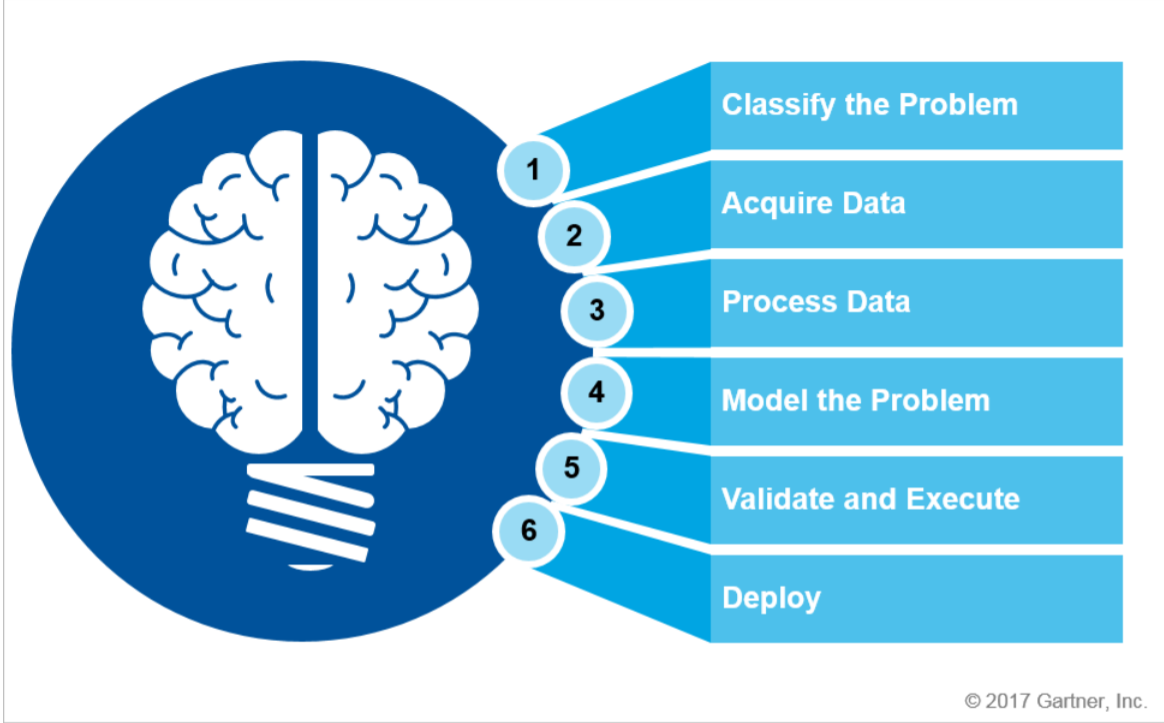 1
Classify the Problem
2
Acquire Data
3
Process Data
4
Model the Problem
5
Validate and Execute
6
Deploy
© 2017 Gartner, Inc.